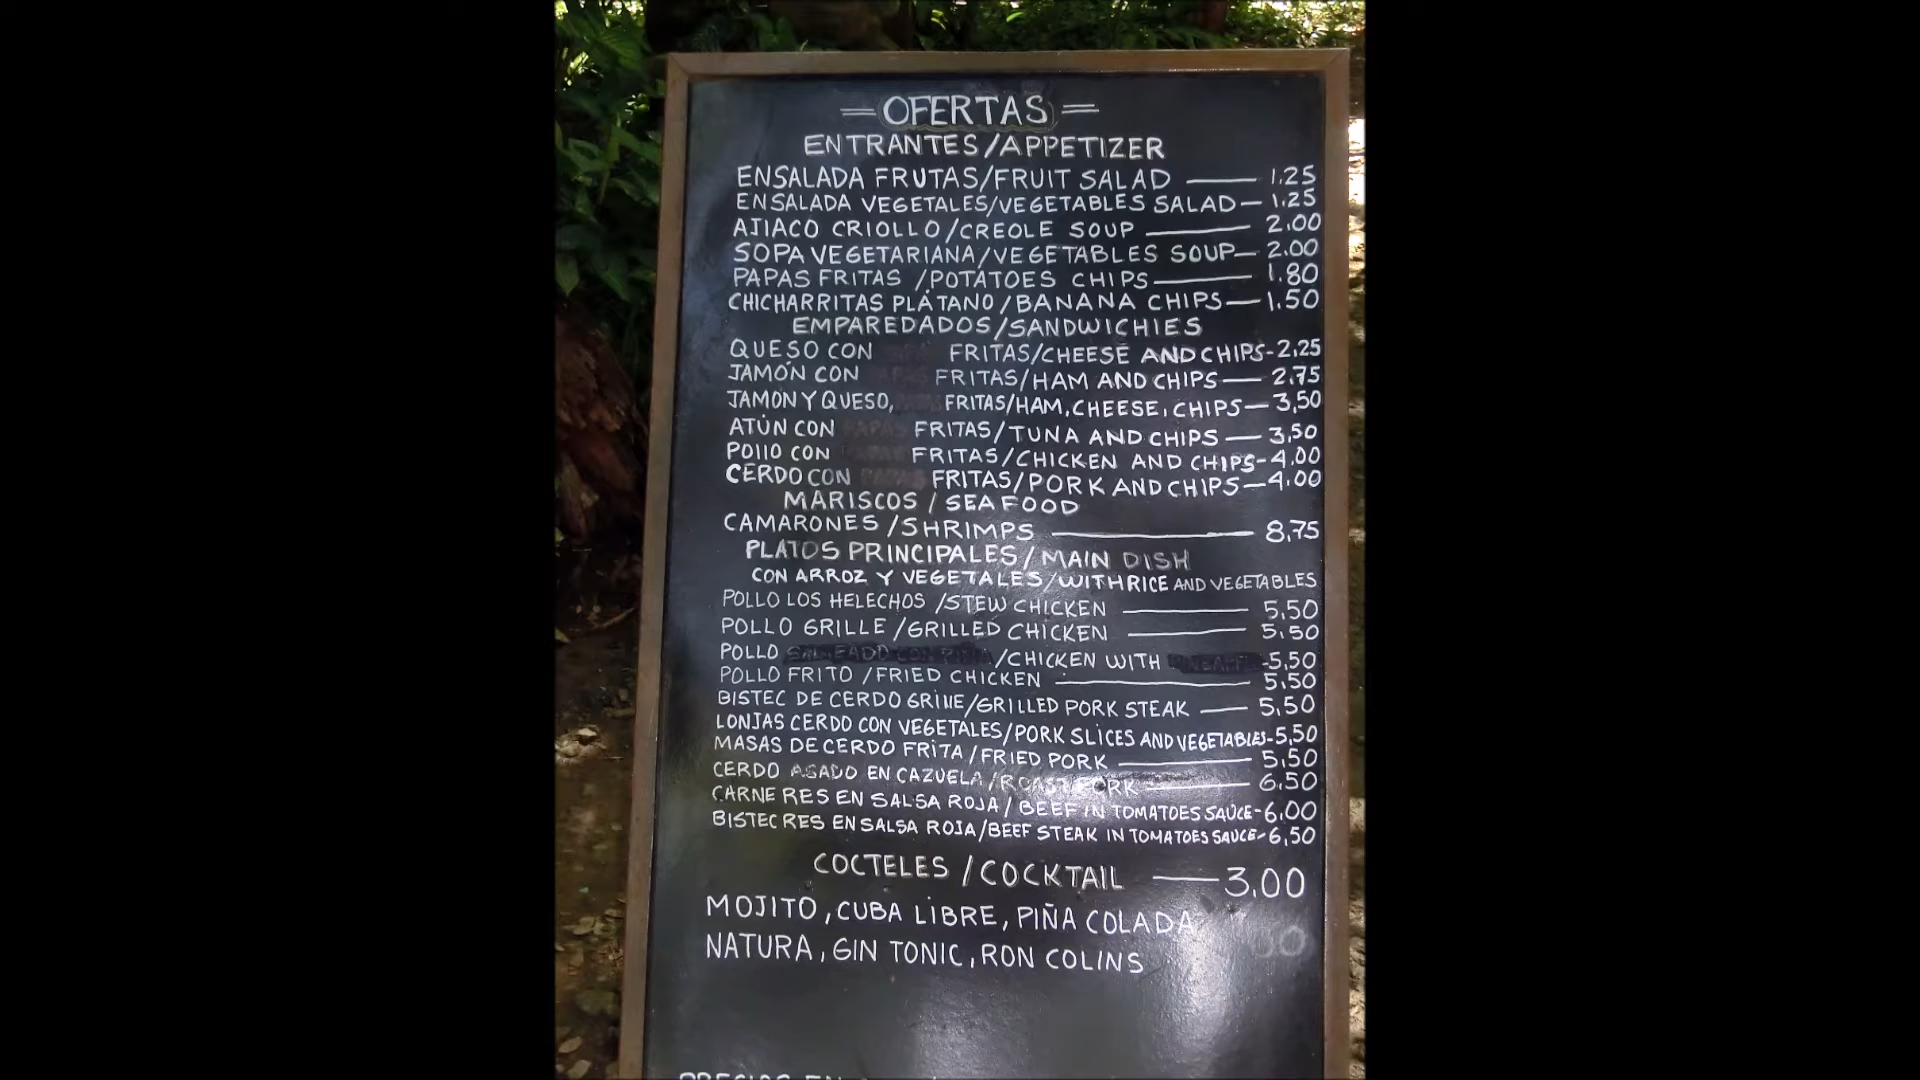 = OFERTAS =
ENTRANTES/APPETIZER
ENSALADA FRUTAS/FRUIT SALAD — 1.25
ENSALADA VEGETALES/VEGETABLES SALAD — 1.25
AJIACO CRIOLLO/CREOLE SOUP — 2.00
SOPA VEGETARIANA/VEGETABLES SOUP — 2.00
PAPAS FRITAS /POTATOES CHIPS — 1.80
CHICHARRITAS PLÁTANO/BANANA CHIPS — 1.50
EMPAREDADOS/SANDWICHIES
QUESO CON FRITAS/CHEESE AND CHIPS-2,25
JAMÓN CON PAPAS FRITAS/HAM AND CHIPS — 2.75
JAMON Y QUESO, FRITAS/HAM, CHEESE, CHIPS — 3,50
ATÚN CON PAPAS FRITAS/TUNA AND CHIPS — 3,50
POllO CON FRITAS/CHICKEN AND CHIPS-4.00
CERDO CON PAPAS FRITAS/PORK AND CHIPS — 4.00
MARISCOS / SEA FOOD
CAMARONES /SHRIMPS — 8,75
PLATOS PRINCIPALES/MAIN DISH
CON ARROZ Y VEGETALES/WITH RICE AND VEGETABLES
POLLO LOS HELECHOS /STEW CHICKEN — 5,50
POLLO GRILLE /GRILLED CHICKEN — 5.50
POLLO /CHICKEN WITH -5,50
POLLO FRITO /FRIED CHICKEN — 5.50
BISTEC DE CERDO GRIllE/GRILLED PORK STEAK — 5,50
LONJAS CERDO CON VEGETALES/PORK SLICES AND VEGETABLES-5,50
MASAS DE CERDO FRITA /FRIED PORK — 5,50
CERDO ASADO EN CAZUELA/ROAST PORK — 6.50
CARNE RES EN SALSA ROJA / BEEF IN TOMATOES SAUCE-6,00
BISTEC RES EN SALSA ROJA/BEEF STEAK IN TOMATOES SAUCE-6,50
COCTELES /COCKTAIL — 3,00
MOJITO, CUBA LIBRE, PIÑA COLADA
NATURA, GIN TONIC, RON COLINS